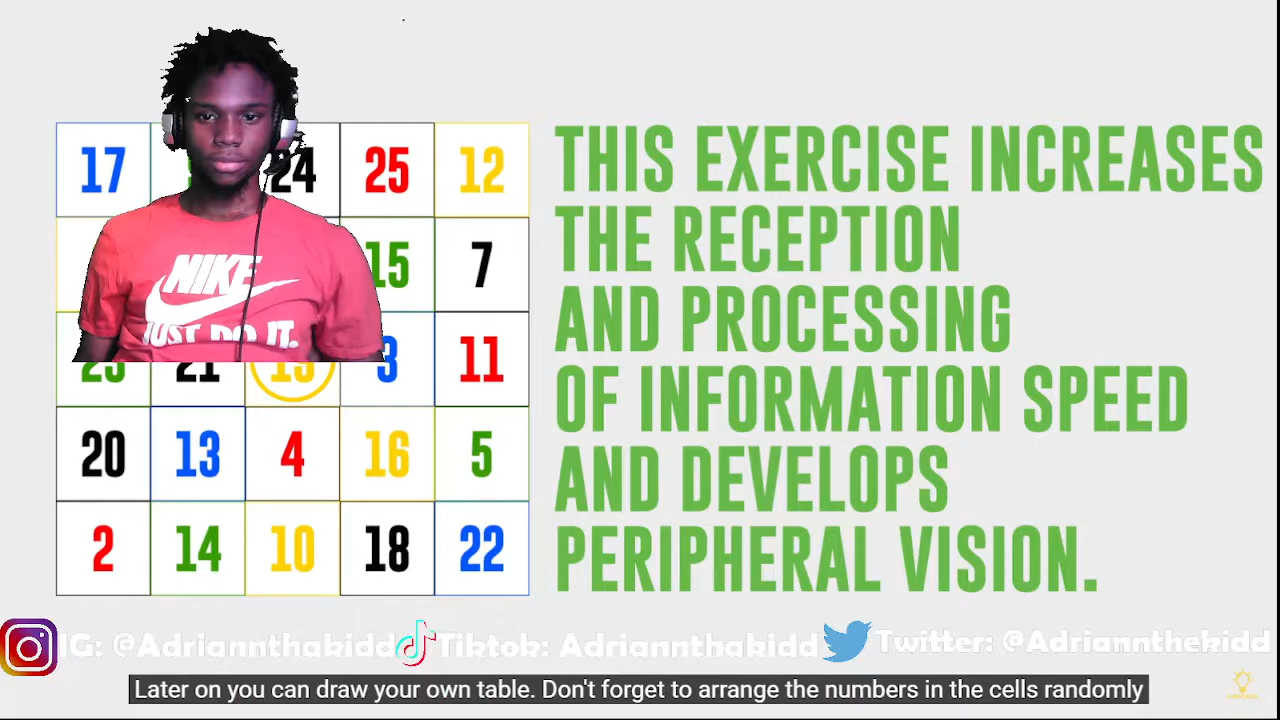 17 24 25 12
15 7
21 3 11
20 13 4 16 5
2 14 10 18 22
THIS EXERCISE INCREASES
THE RECEPTION
AND PROCESSING
OF INFORMATION SPEED
AND DEVELOPS
PERIPHERAL VISION.
NIKE
JUST DO IT.
IG: @Adriannthakidd Tiktok: Adriannthakidd Twitter: @Adriannthekidd
Later on you can draw your own table. Don't forget to arrange the numbers in the cells randomly